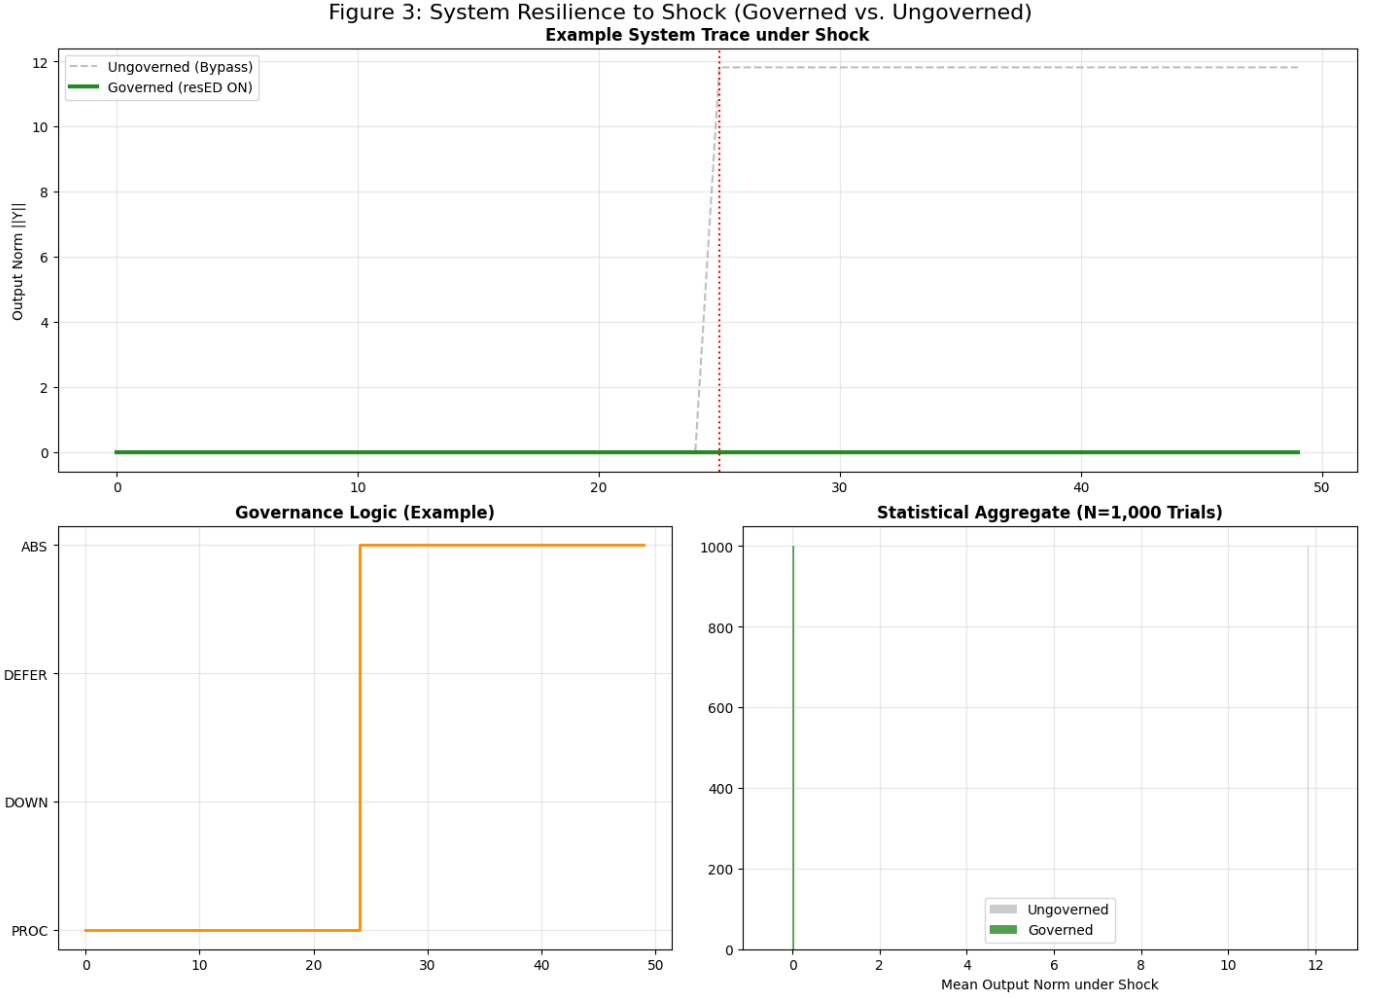 Figure 3: System Resilience to Shock (Governed vs. Ungoverned)
Example System Trace under Shock
Ungoverned (Bypass)
Governed (resED ON)
Output Norm ||Y||
12
10
8
6
4
2
0
0 10 20 30 40 50
Governance Logic (Example)
ABS
DEFER
DOWN
PROC
0 10 20 30 40 50
Statistical Aggregate (N=1,000 Trials)
1000
800
600
400
200
0
Ungoverned
Governed
0 2 4 6 8 10 12
Mean Output Norm under Shock